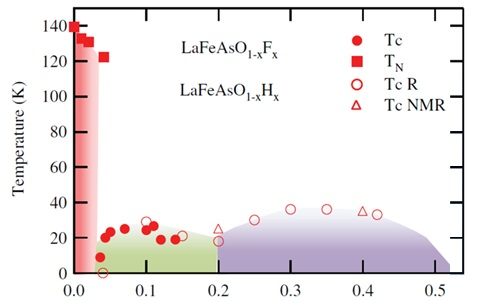 LaFeAsO1-xFx
LaFeAsO1-xHx
Tc
TN
Tc R
Tc NMR
Temperature (K)
140
120
100
80
60
40
20
0
0.0 0.1 0.2 0.3 0.4 0.5